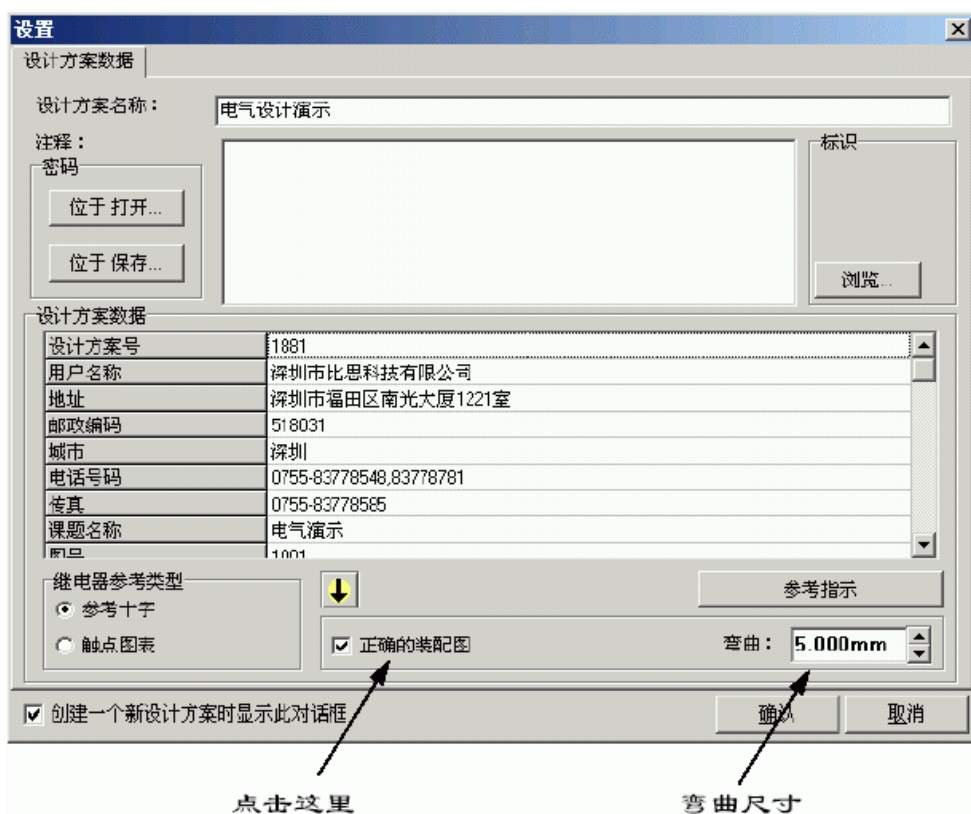 设置
设计方案数据
设计方案名称：
电气设计演示
注释：
密码
位于 打开...
位于 保存...
标识
浏览...
设计方案数据
设计方案号 1881
用户名称 深圳市比思科技有限公司
地址 深圳市福田区南光大厦1221室
邮政编码 518031
城市 深圳
电话号码 0755-83778548,83778781
传真 0755-83778585
课题名称 电气演示
图号 1001
继电器参考类型
参考十字
触点图表
参考指示
正确的装配图
弯曲： 5.000mm
创建一个新设计方案时显示此对话框
确认 取消
点击这里 弯曲尺寸